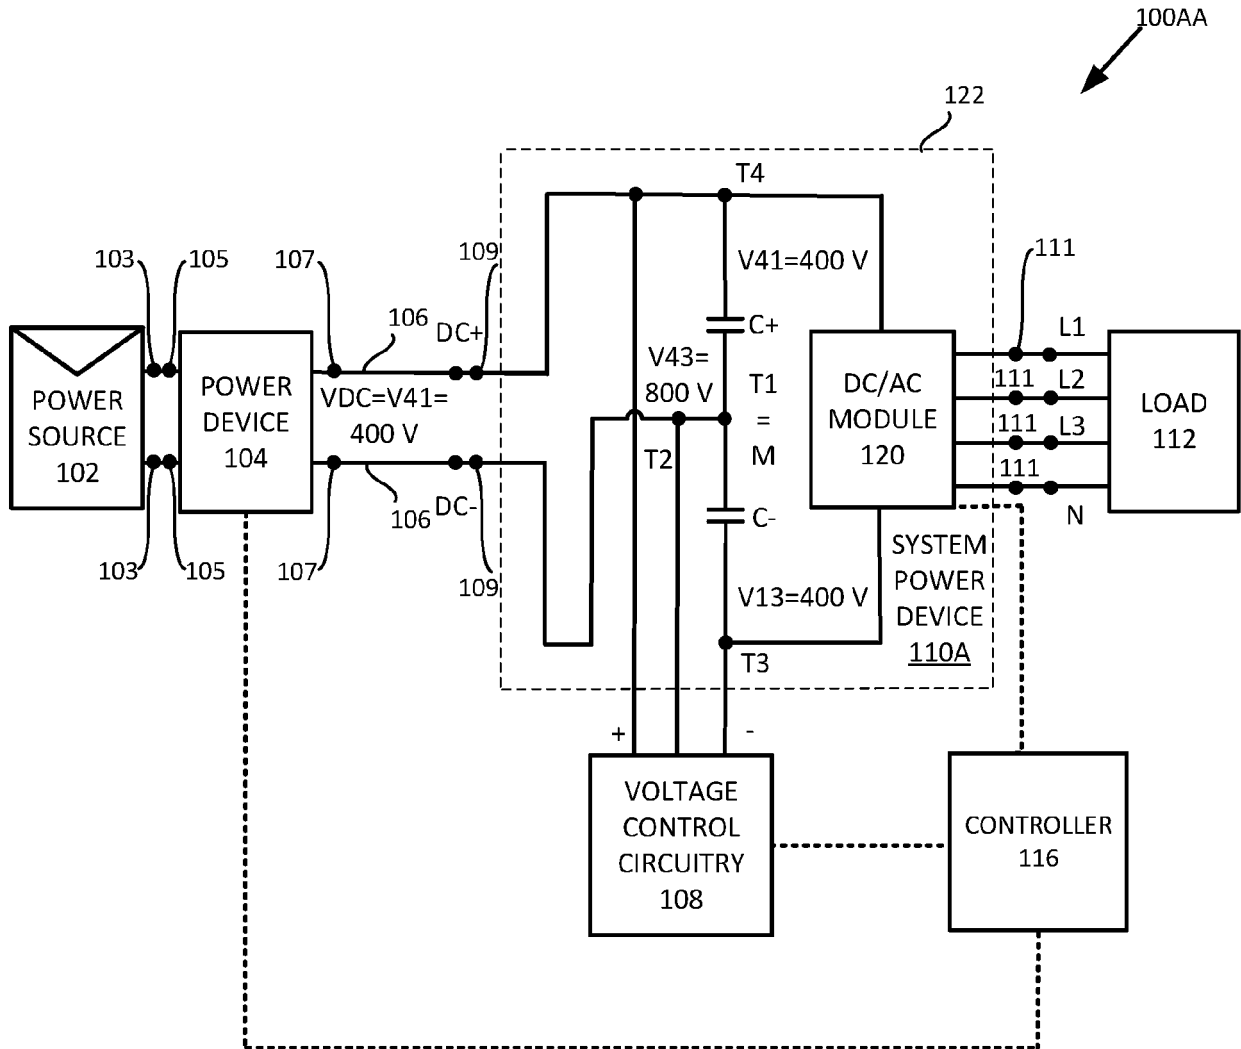 100AA
122
T4
103
105
107
109
V41=400 V
111
106
DC+
C+
L1
POWER
SOURCE
102
POWER
DEVICE
104
VDC=V41=
400 V
V43=
800 V
T1
=
M
DC/AC
MODULE
120
111
L2
111
L3
111
N
LOAD
112
T2
106
DC-
C-
103
105
107
109
V13=400 V
SYSTEM
POWER
DEVICE
110A
T3
+
-
VOLTAGE
CONTROL
CIRCUITRY
108
CONTROLLER
116